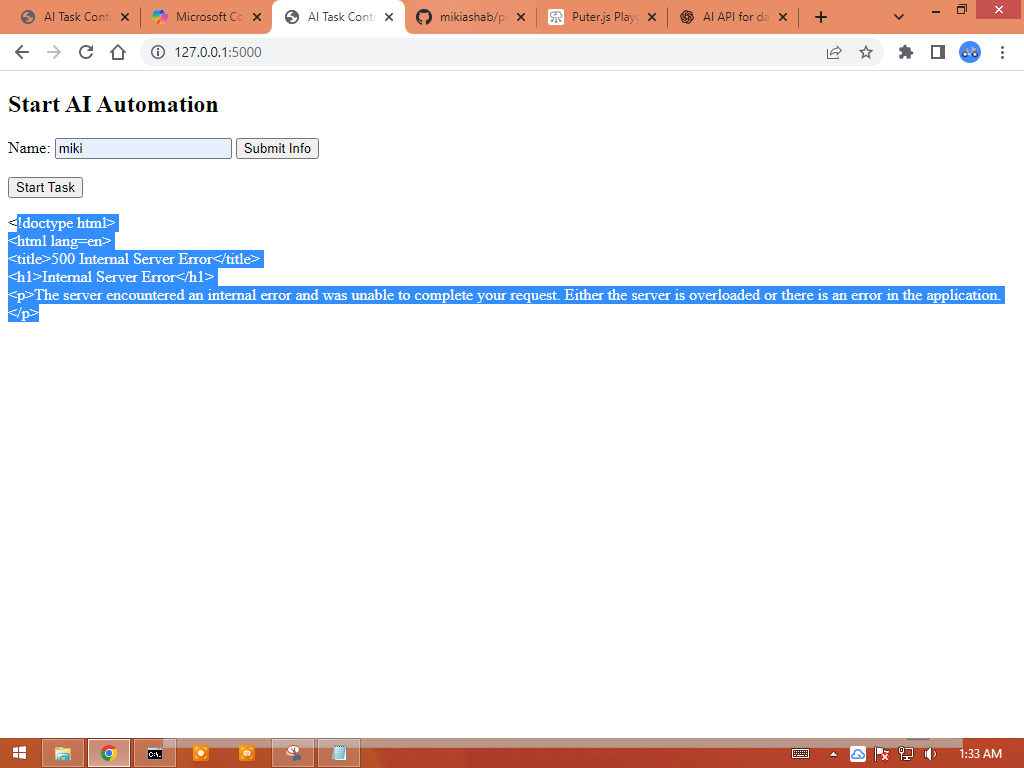 AI Task Cont
Microsoft Co
AI Task Cont
mikiashab/pu
Puter.js Playg
AI API for da
127.0.0.1:5000
Start AI Automation
Name: miki Submit Info
Start Task
<!doctype html>
<html lang=en>
<title>500 Internal Server Error</title>
<h1>Internal Server Error</h1>
<p>The server encountered an internal error and was unable to complete your request. Either the server is overloaded or there is an error in the application.
</p>
1:33 AM